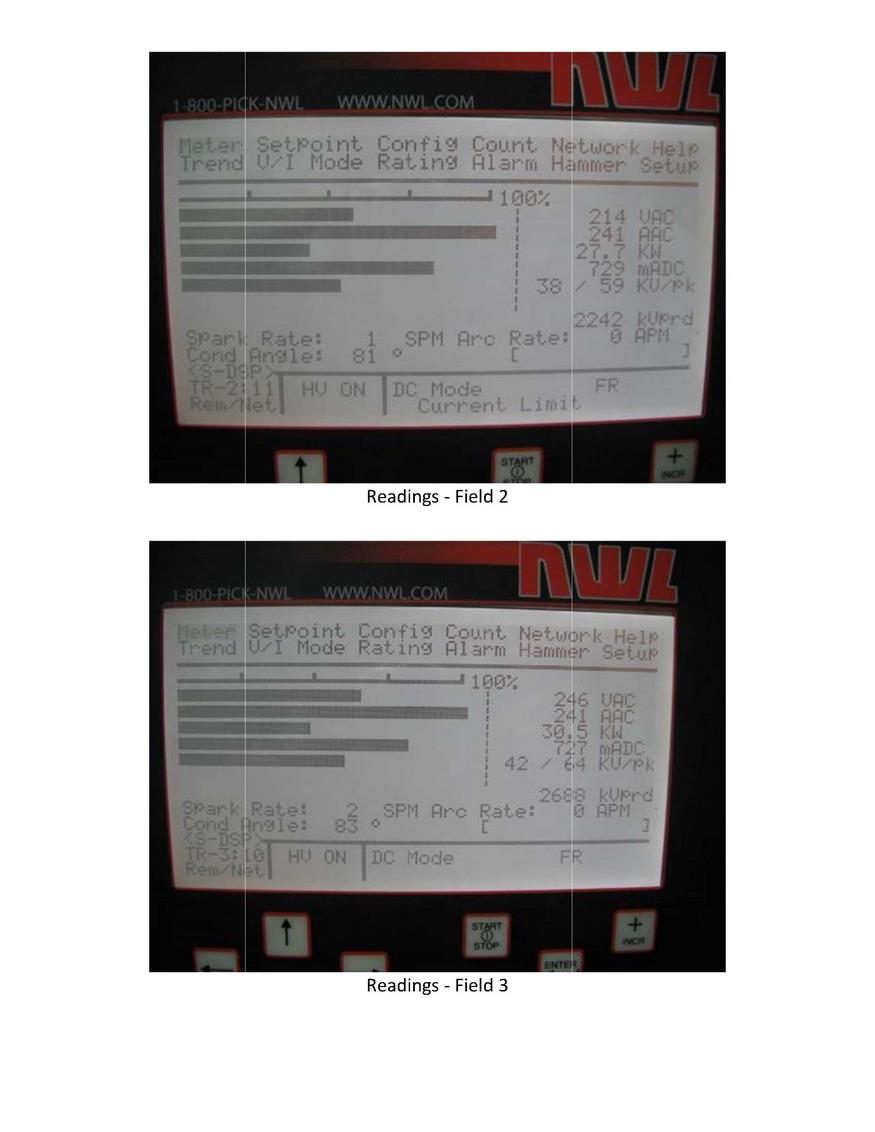 NWL
1-800-PICK-NWL WWW.NWL.COM
Meter Setpoint Config Count Network Help
Trend V/I Mode Rating Alarm Hammer Setup
100%
214 VAC
241 AAC
27.7 KW
729 mADC
38 / 59 KV/pk
2242 kVprd
Spark Rate: 1 SPM Arc Rate: 0 APM
Cond Angle: 81 ° [ ]
<S-DSP>
TR-2:11 HV ON DC Mode FR
Rem/Net Current Limit
↑ START STOP + INCR
Readings - Field 2
NWL
1-800-PICK-NWL WWW.NWL.COM
Meter Setpoint Config Count Network Help
Trend V/I Mode Rating Alarm Hammer Setup
100%
246 VAC
241 AAC
30.5 KW
727 mADC
42 / 64 KV/pk
2688 kVprd
Spark Rate: 2 SPM Arc Rate: 0 APM
Cond Angle: 83 ° [ ]
<S-DSP>
TR-3:10 HV ON DC Mode FR
Rem/Net
↑ START STOP + INCR
ENTER
Readings - Field 3